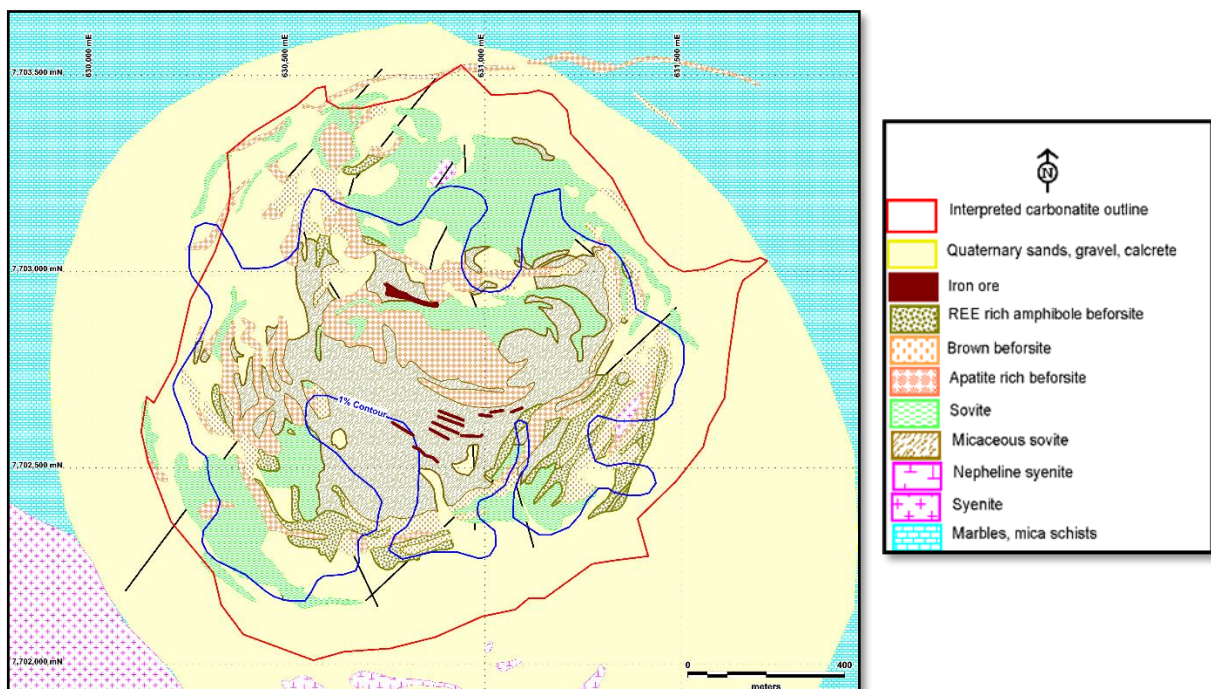 630,000 mE
630,500 mE
631,000 mE
631,500 mE
7,703,500 mN
7,703,000 mN
1% Contour
7,702,500 mN
7,702,000 mN
0 400
meters
N
Interpreted carbonatite outline
Quaternary sands, gravel, calcrete
Iron ore
REE rich amphibole beforsite
Brown beforsite
Apatite rich beforsite
Sovite
Micaceous sovite
Nepheline syenite
Syenite
Marbles, mica schists